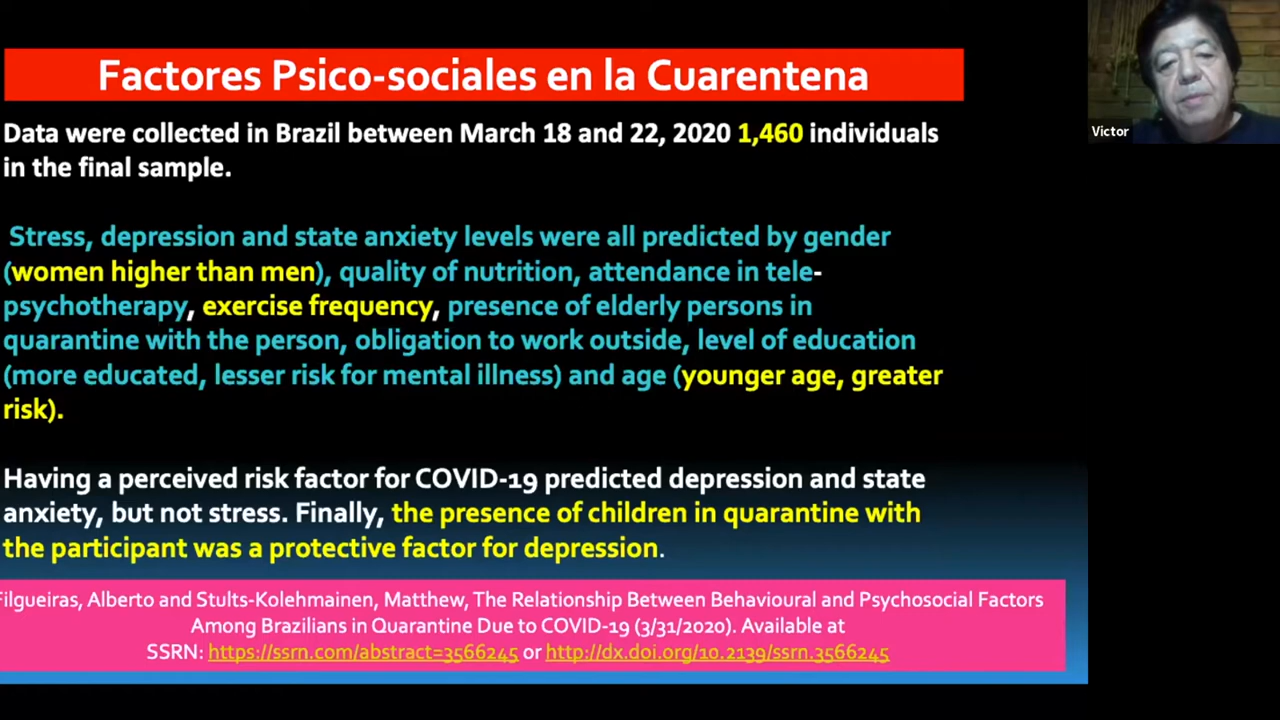 Factores Psico-sociales en la Cuarentena
Victor
Data were collected in Brazil between March 18 and 22, 2020 1,460 individuals
in the final sample.
Stress, depression and state anxiety levels were all predicted by gender
(women higher than men), quality of nutrition, attendance in tele-
psychotherapy, exercise frequency, presence of elderly persons in
quarantine with the person, obligation to work outside, level of education
(more educated, lesser risk for mental illness) and age (younger age, greater
risk).
Having a perceived risk factor for COVID-19 predicted depression and state
anxiety, but not stress. Finally, the presence of children in quarantine with
the participant was a protective factor for depression.
Filgueiras, Alberto and Stults-Kolehmainen, Matthew, The Relationship Between Behavioural and Psychosocial Factors
Among Brazilians in Quarantine Due to COVID-19 (3/31/2020). Available at
SSRN: https://ssrn.com/abstract=3566245 or http://dx.doi.org/10.2139/ssrn.3566245